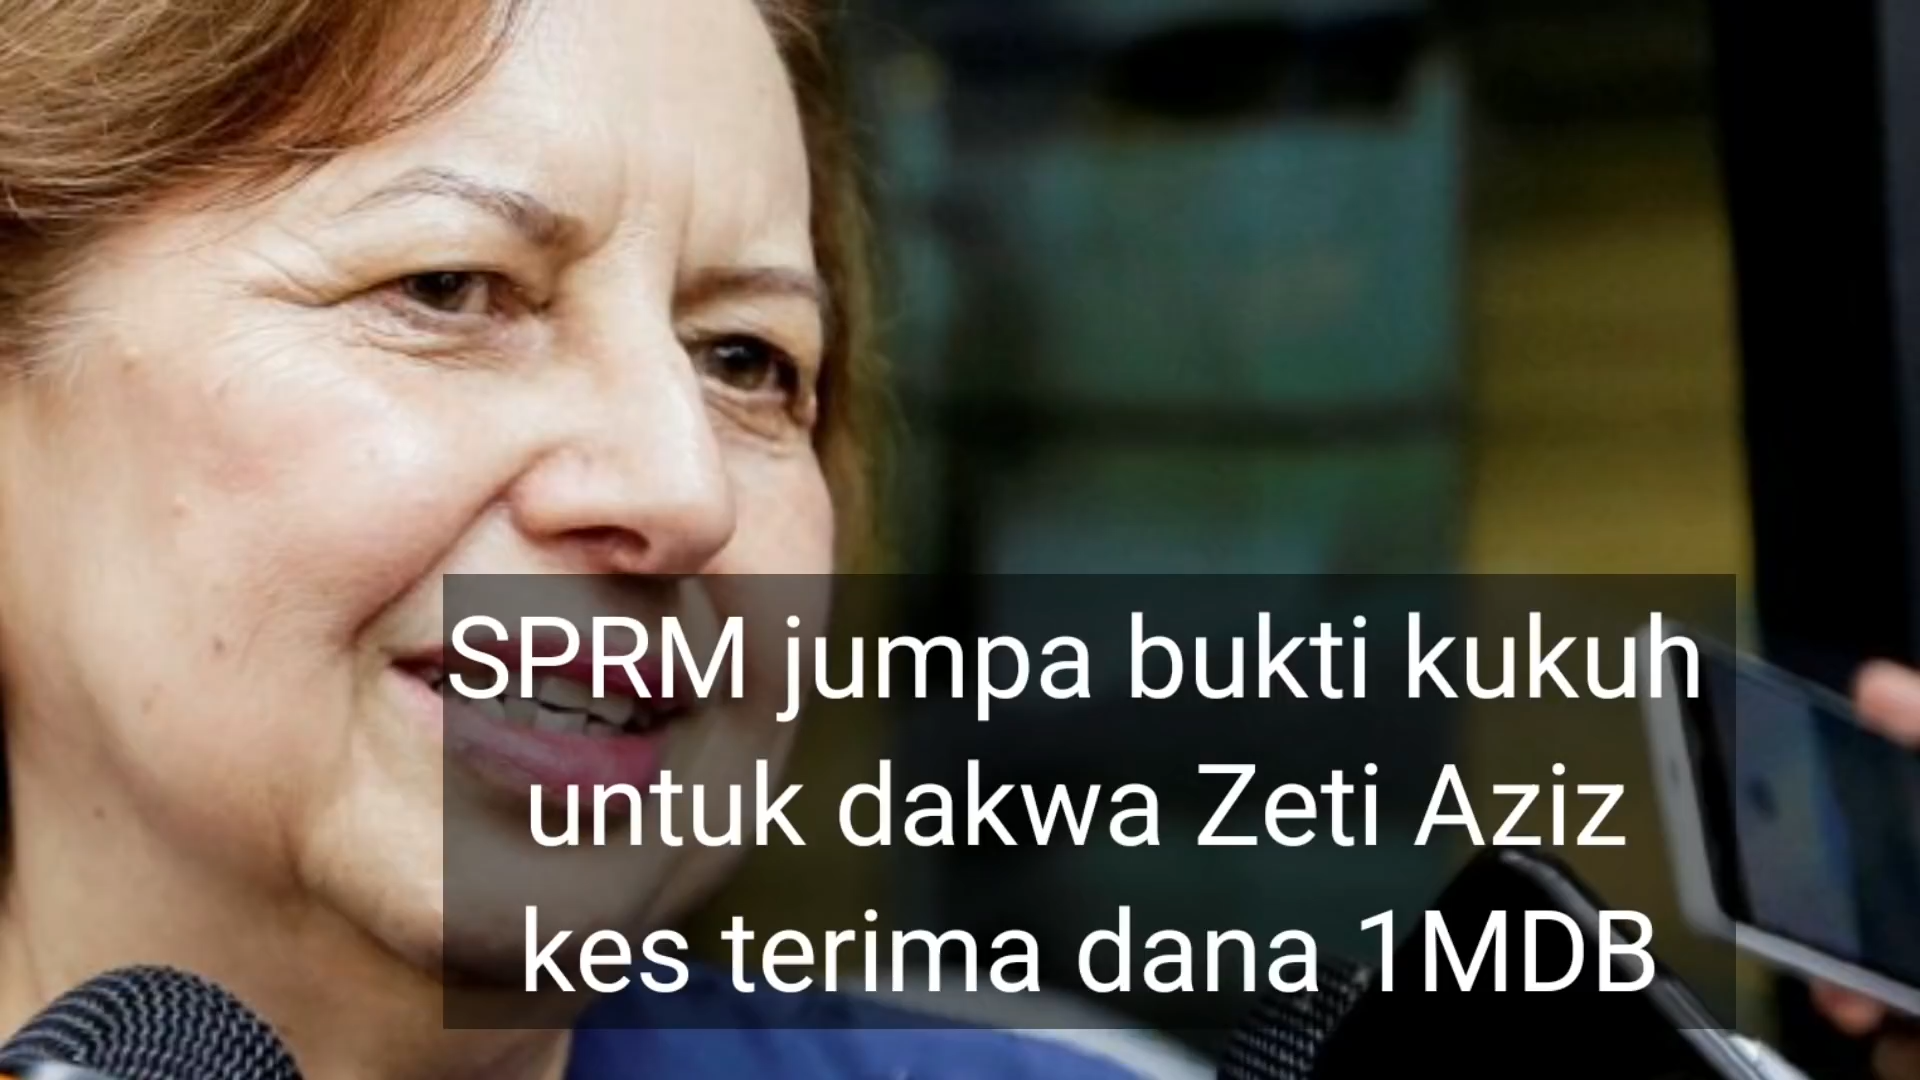 SPRM jumpa bukti kukuh
untuk dakwa Zeti Aziz
kes terima dana 1MDB